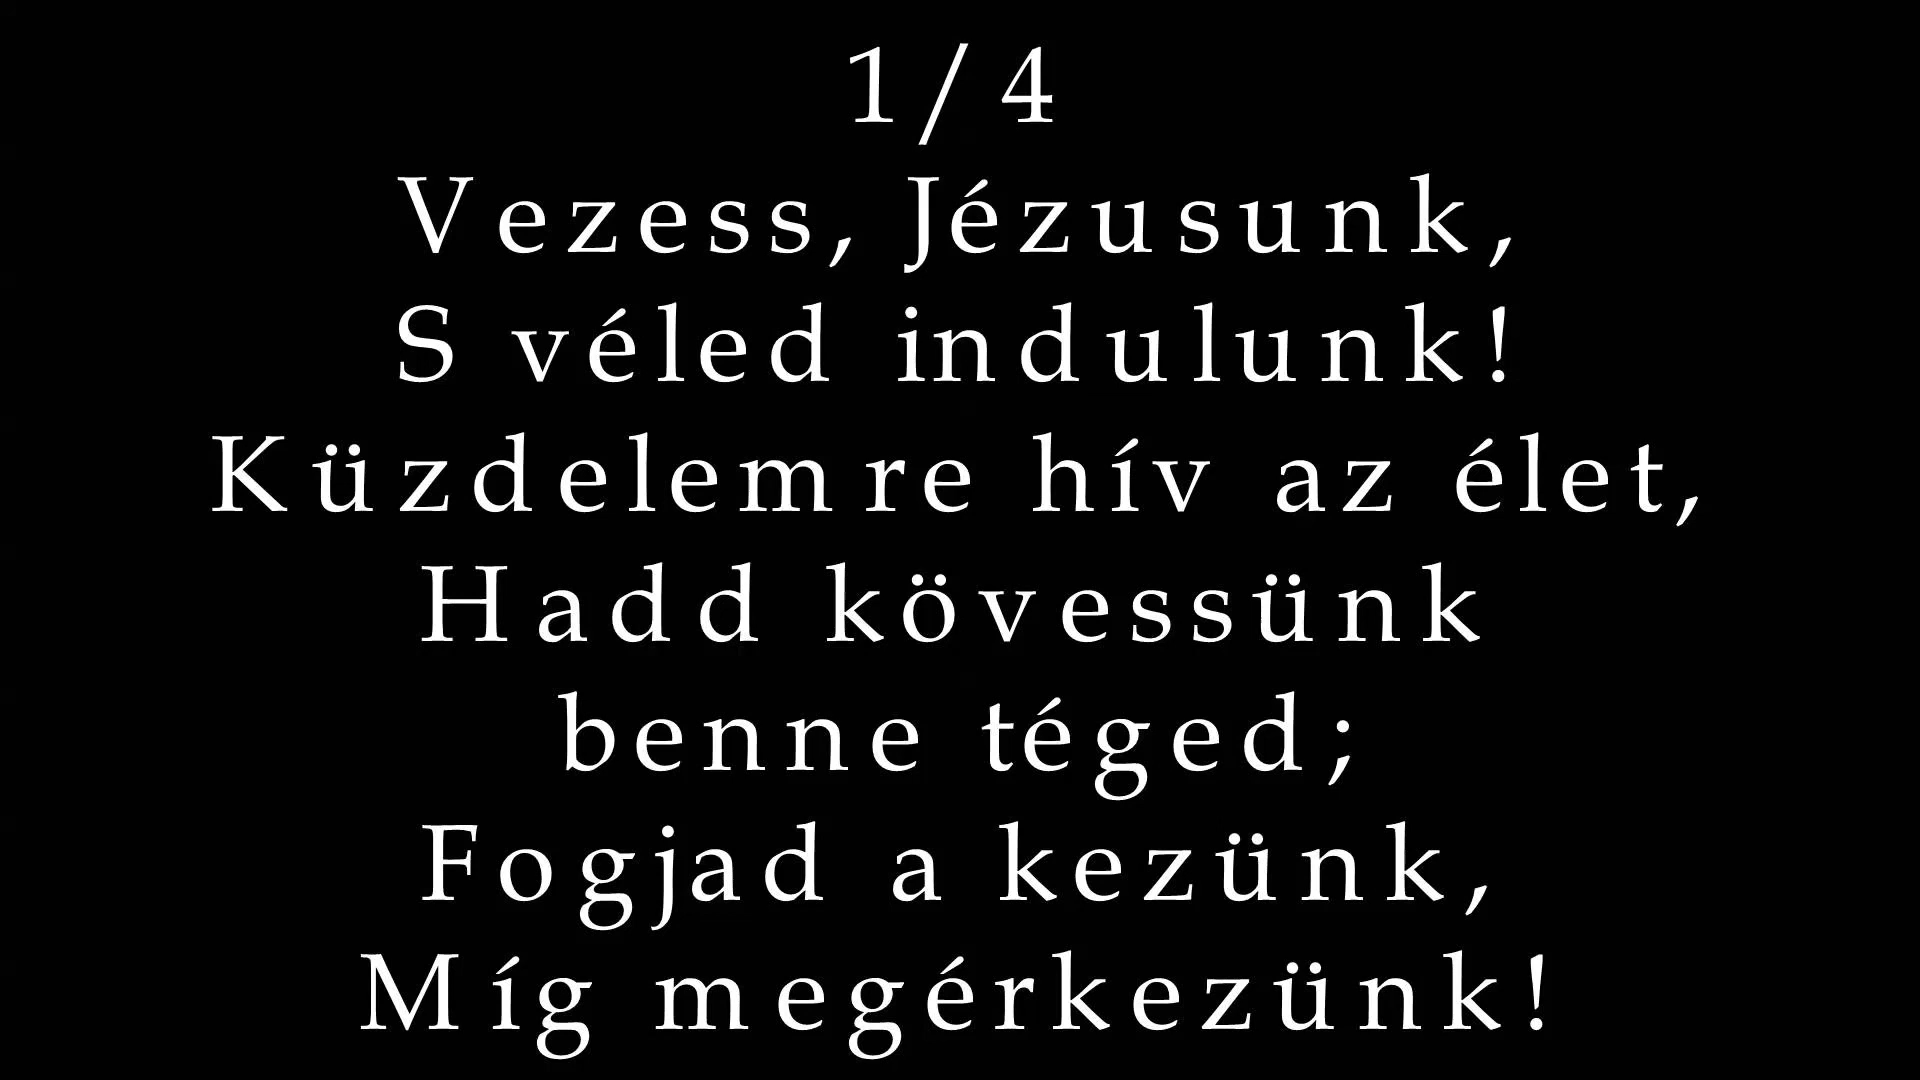 1/4
Vezess, Jézusunk,
S véled indulunk!
Küzdelemre hív az élet,
Hadd kövessünk
benne téged;
Fogjad a kezünk,
Míg megérkezünk!